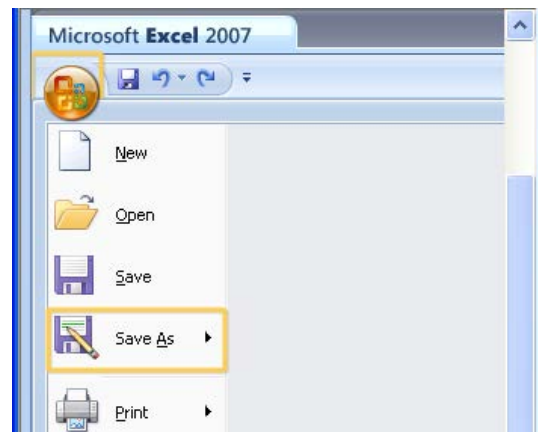 Microsoft Excel 2007
New
Open
Save
Save As
Print